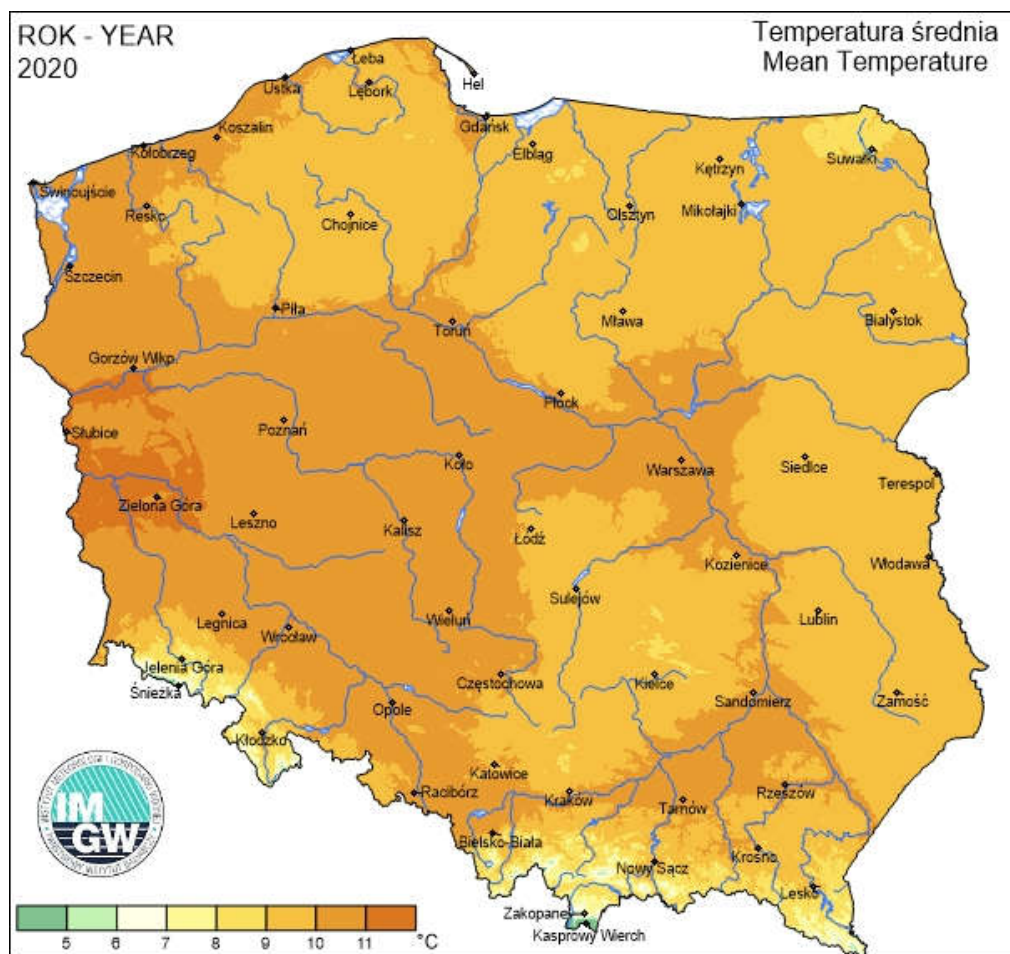 ROK - YEAR
2020
Temperatura średnia
Mean Temperature
Łeba
Hel
Ustka
Lębork
Gdańsk
Koszalin
Kołobrzeg
Elbląg
Kętrzyn
Suwałki
Świnoujście
Resko
Chojnice
Olsztyn
Mikołajki
Szczecin
Piła
Toruń
Mława
Białystok
Gorzów Wlkp.
Płock
Słubice
Poznań
Koło
Warszawa
Siedlce
Terespol
Zielona Góra
Leszno
Kalisz
Łódź
Kozienice
Włodawa
Sulejów
Legnica
Wrocław
Wieluń
Lublin
Jelenia Góra
Śnieżka
Częstochowa
Kielce
Sandomierz
Zamość
Opole
Kłodzko
Katowice
Racibórz
Kraków
Tarnów
Rzeszów
Bielsko-Biała
Nowy Sącz
Krosno
Lesko
Zakopane
Kasprowy Wierch
IM
GW
5 6 7 8 9 10 11 °C